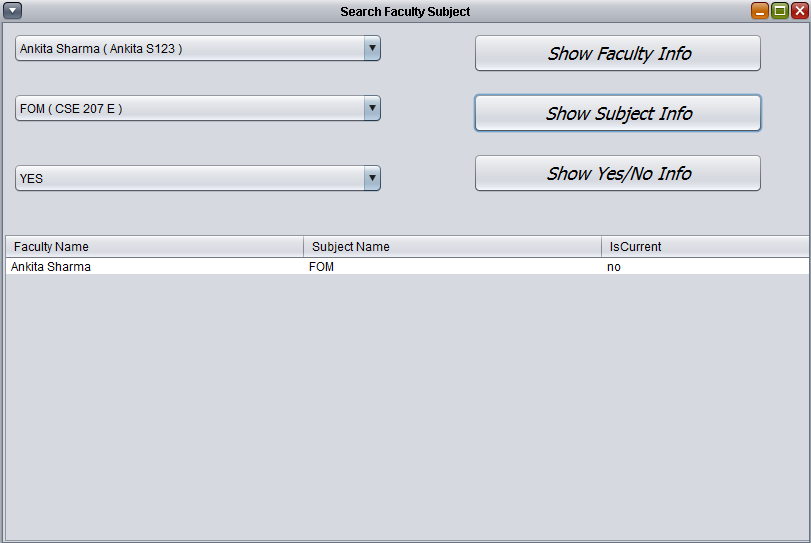 Search Faculty Subject
Ankita Sharma ( Ankita S123 )
Show Faculty Info
FOM ( CSE 207 E )
Show Subject Info
YES
Show Yes/No Info
Faculty Name Subject Name IsCurrent
Ankita Sharma FOM no